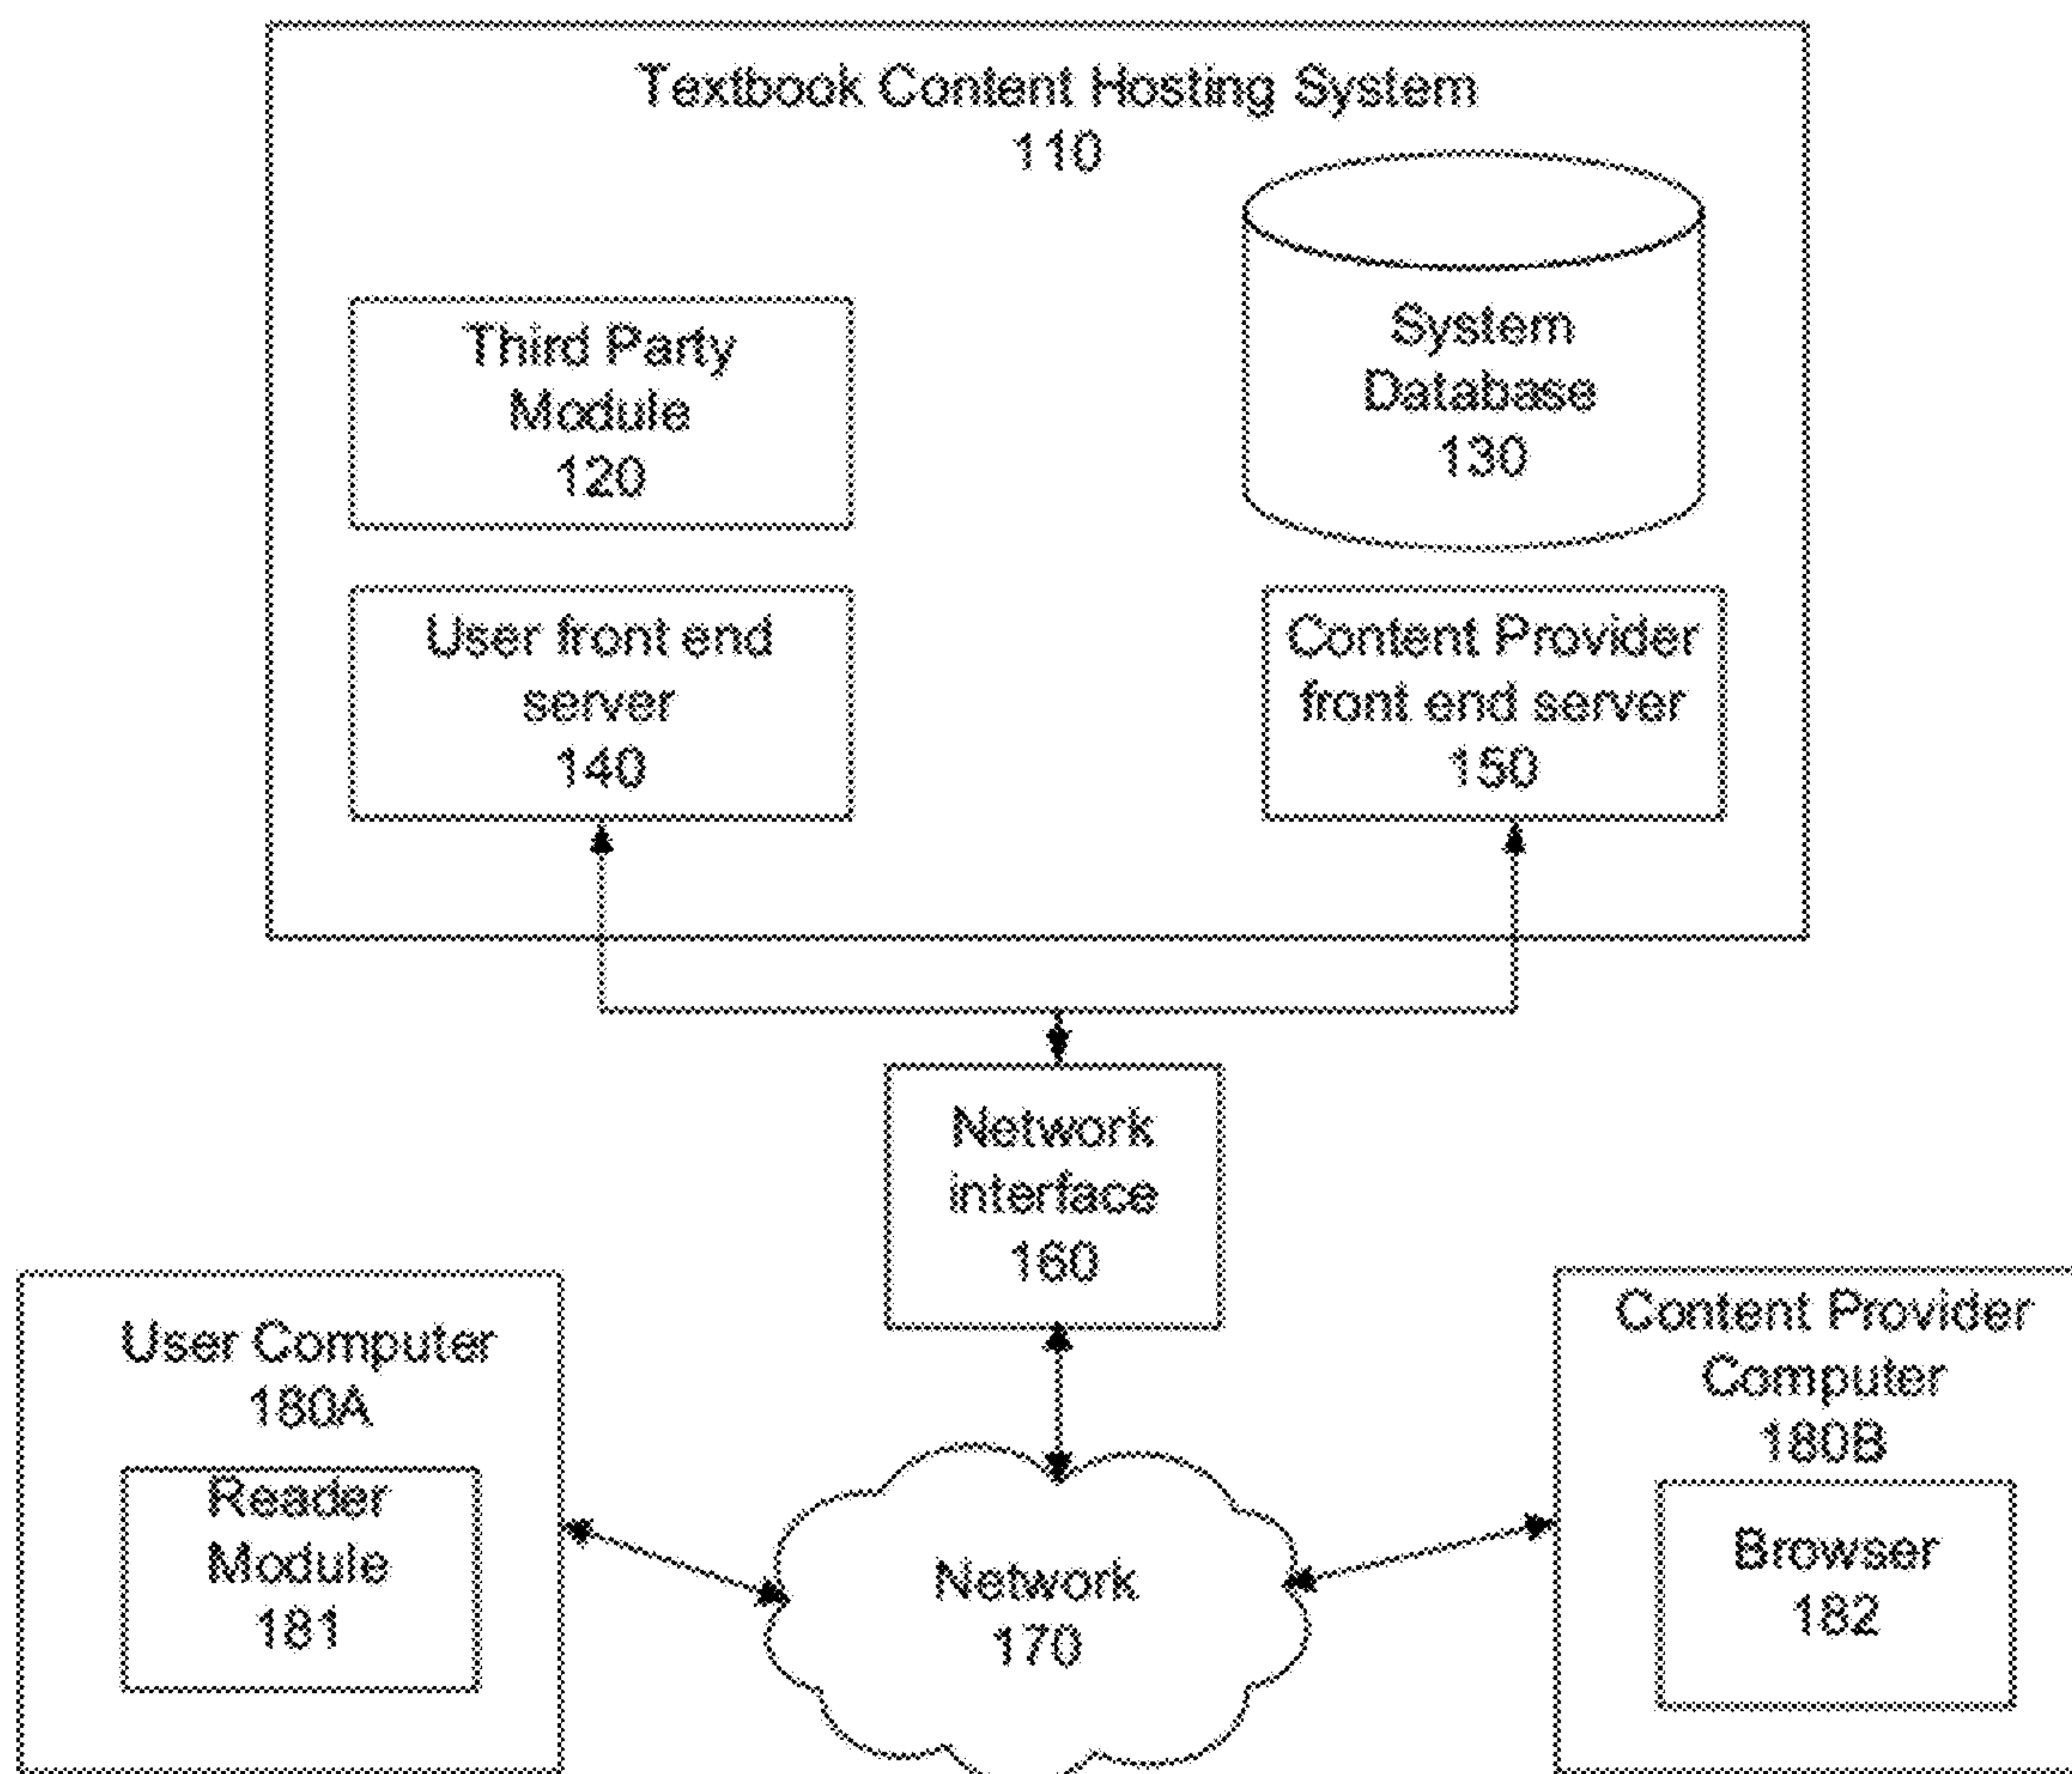 Textbook Content Hosting System
110
Third Party
Module
120
System
Database
130
User front end
server
140
Content Provider
front end server
150
Network
interface
160
User Computer
180A
Reader
Module
181
Network
170
Content Provider
Computer
180B
Browser
182